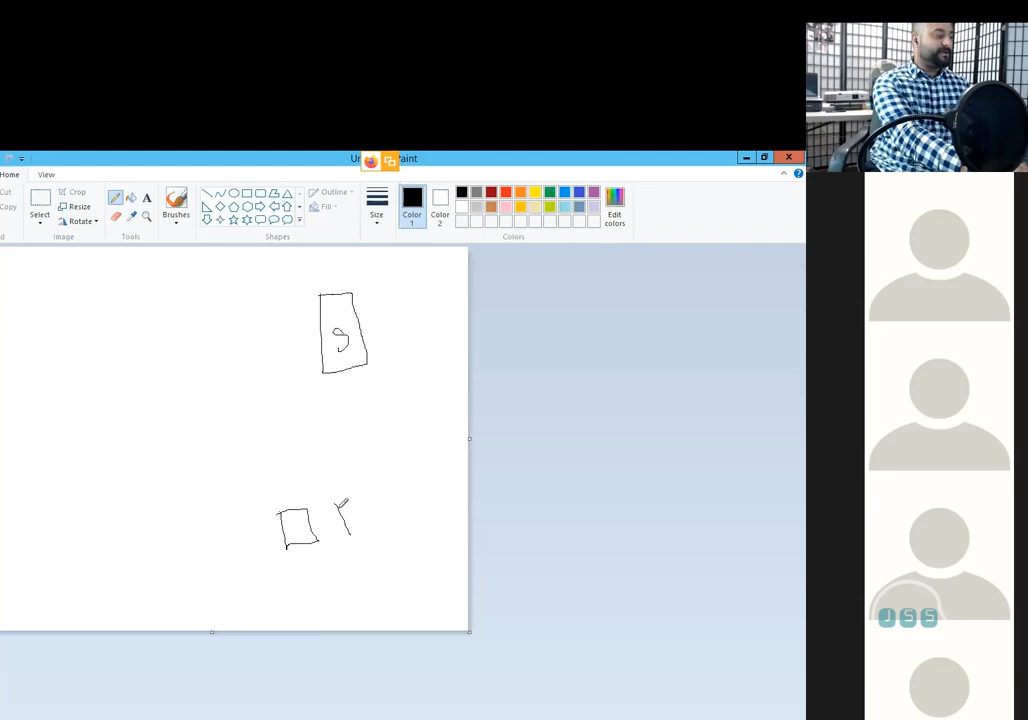 Un
aint
Home
View
Cut
Copy
Select
Crop
Resize
Rotate
Image
Tools
Brushes
Shapes
Outline
Fill
Size
Color
1
Color
2
Edit
colors
Colors
JSS